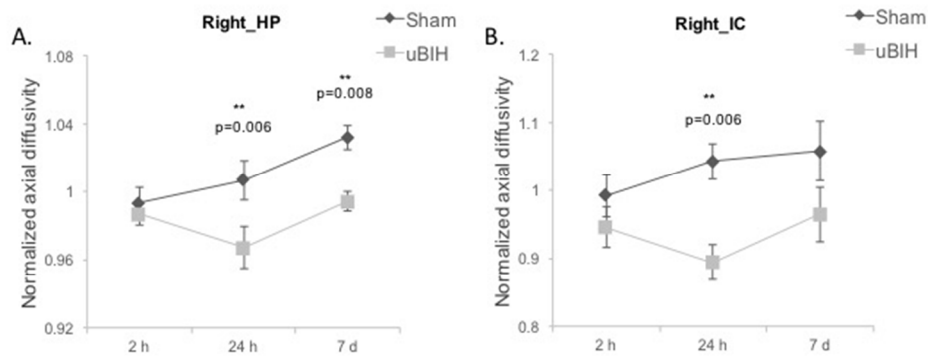 A.
Right_HP
Sham
uBIH
Normalized axial diffusivity
1.08
1.04
1
0.96
0.92
**
p=0.006
**
p=0.008
2 h
24 h
7 d
B.
Right_IC
Sham
uBIH
Normalized axial diffusivity
1.2
1.1
1
0.9
0.8
**
p=0.006
2 h
24 h
7 d